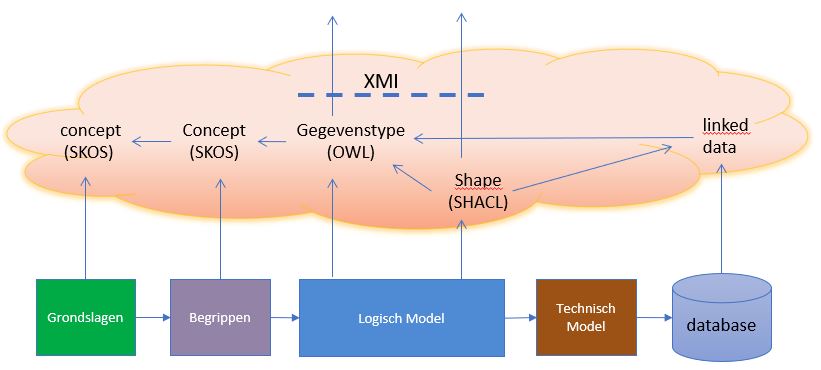 XMI
concept
(SKOS)
Concept
(SKOS)
Gegevenstype
(OWL)
linked
data
Shape
(SHACL)
Grondslagen
Begrippen
Logisch Model
Technisch
Model
database